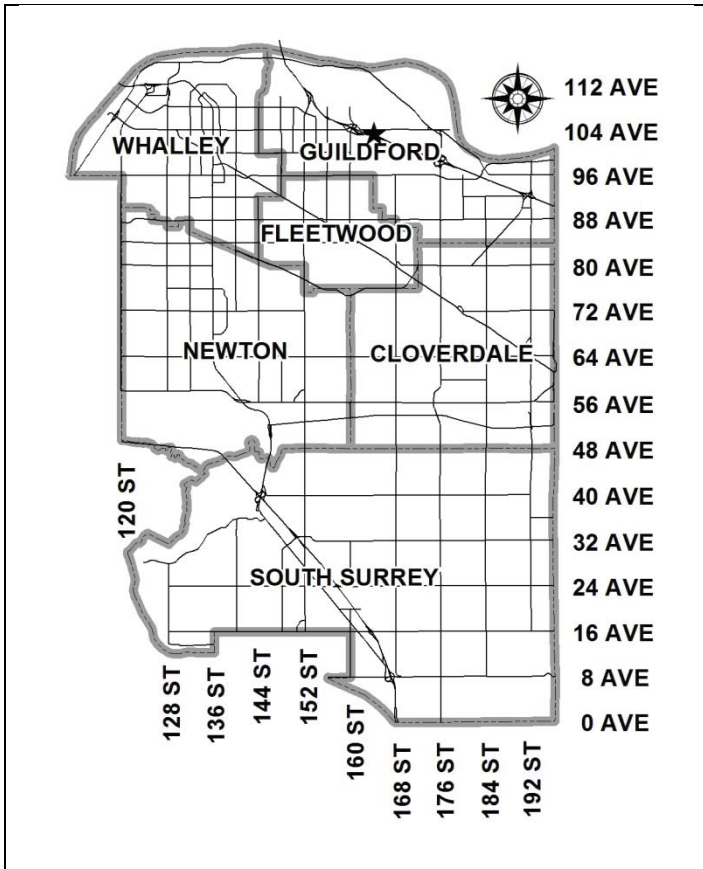 112 AVE
104 AVE
WHALLEY
GUILDFORD
96 AVE
88 AVE
FLEETWOOD
80 AVE
72 AVE
NEWTON
CLOVERDALE
64 AVE
56 AVE
48 AVE
120 ST
40 AVE
32 AVE
SOUTH SURREY
24 AVE
16 AVE
128 ST
136 ST
144 ST
152 ST
160 ST
8 AVE
0 AVE
168 ST
176 ST
184 ST
192 ST